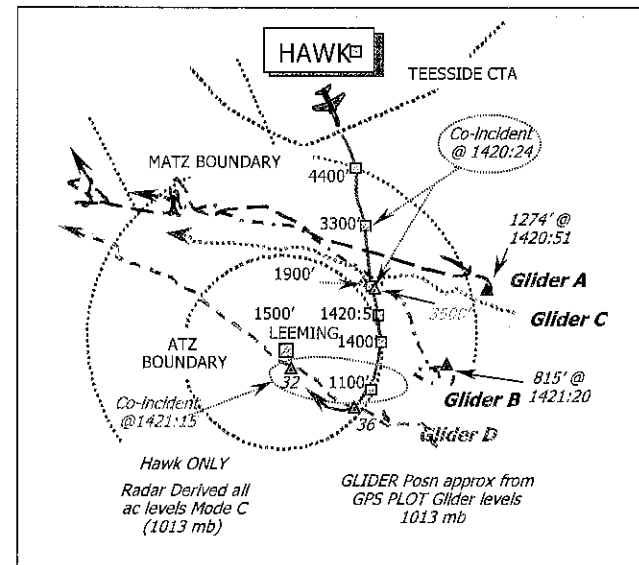 HAWK
TEESSIDE CTA
Co-Incident
@ 1420:24
MATZ BOUNDARY
4400'
3300'
1274' @
1420:51
Glider A
1900'
3500'
Glider C
1500'
1420:5
LEEMING
1400'
ATZ
BOUNDARY
32
1100'
815' @
1421:20
Glider B
Co-Incident
@1421:15
36
Glider D
Hawk ONLY
Radar Derived all
ac levels Mode C
(1013 mb)
GLIDER Posn approx from
GPS PLOT Glider levels
1013 mb